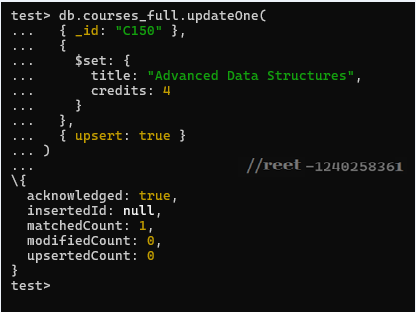 test> db.courses_full.updateOne(
...   { _id: "C150" },
...   {
...     $set: {
...       title: "Advanced Data Structures",
...       credits: 4
...     }
...   },
...   { upsert: true }
... )
...
//reet -1240258361
\{
  acknowledged: true,
  insertedId: null,
  matchedCount: 1,
  modifiedCount: 0,
  upsertedCount: 0
}
test>